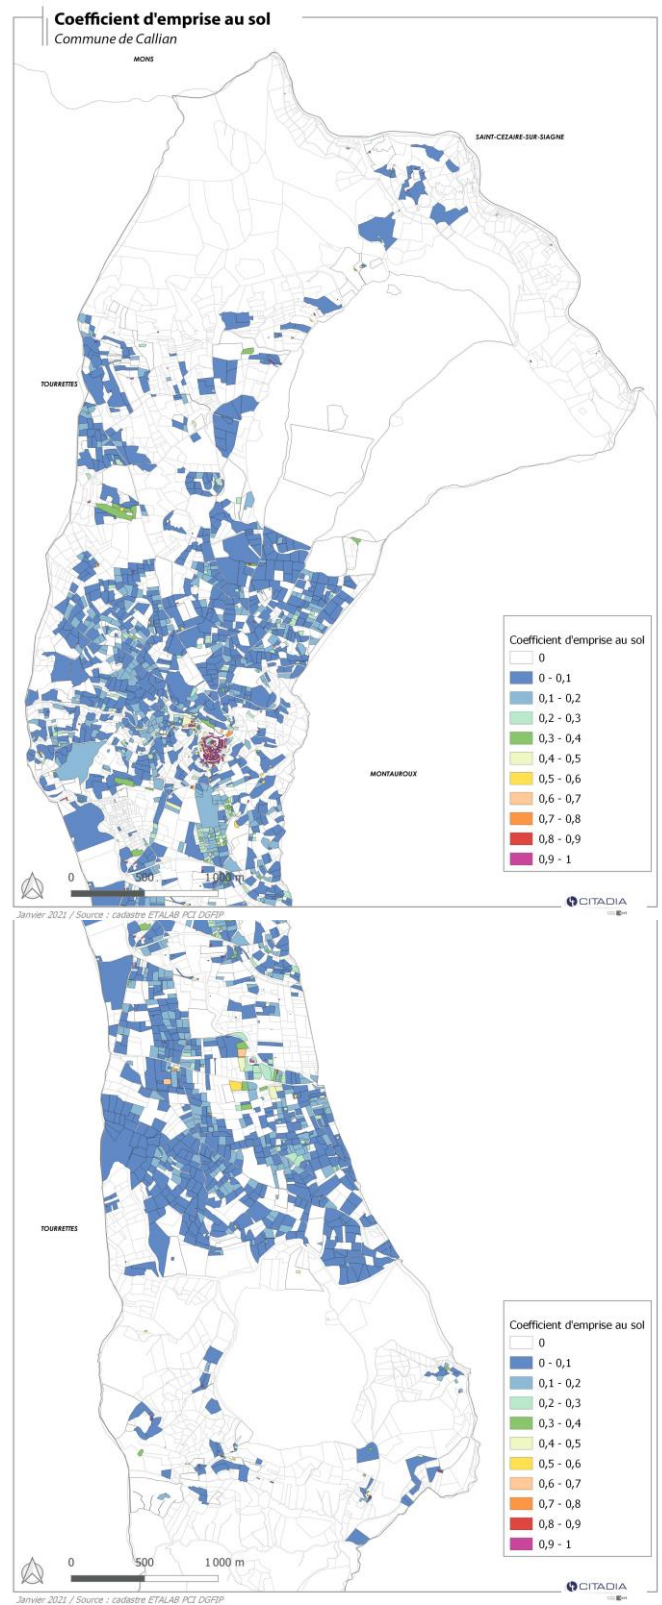 Coefficient d'emprise au sol
Commune de Callian
MONS
SAINT-CEZAIRE-SUR-SIAGNE
TOURRETTES
MONTAUROUX
Coefficient d'emprise au sol
0
0 - 0,1
0,1 - 0,2
0,2 - 0,3
0,3 - 0,4
0,4 - 0,5
0,5 - 0,6
0,6 - 0,7
0,7 - 0,8
0,8 - 0,9
0,9 - 1
0 500 1 000 m
CITADIA
Janvier 2021 / Source : cadastre ETALAB PCI DGFIP
TOURRETTES
Coefficient d'emprise au sol
0
0 - 0,1
0,1 - 0,2
0,2 - 0,3
0,3 - 0,4
0,4 - 0,5
0,5 - 0,6
0,6 - 0,7
0,7 - 0,8
0,8 - 0,9
0,9 - 1
0 500 1 000 m
CITADIA
Janvier 2021 / Source : cadastre ETALAB PCI DGFIP